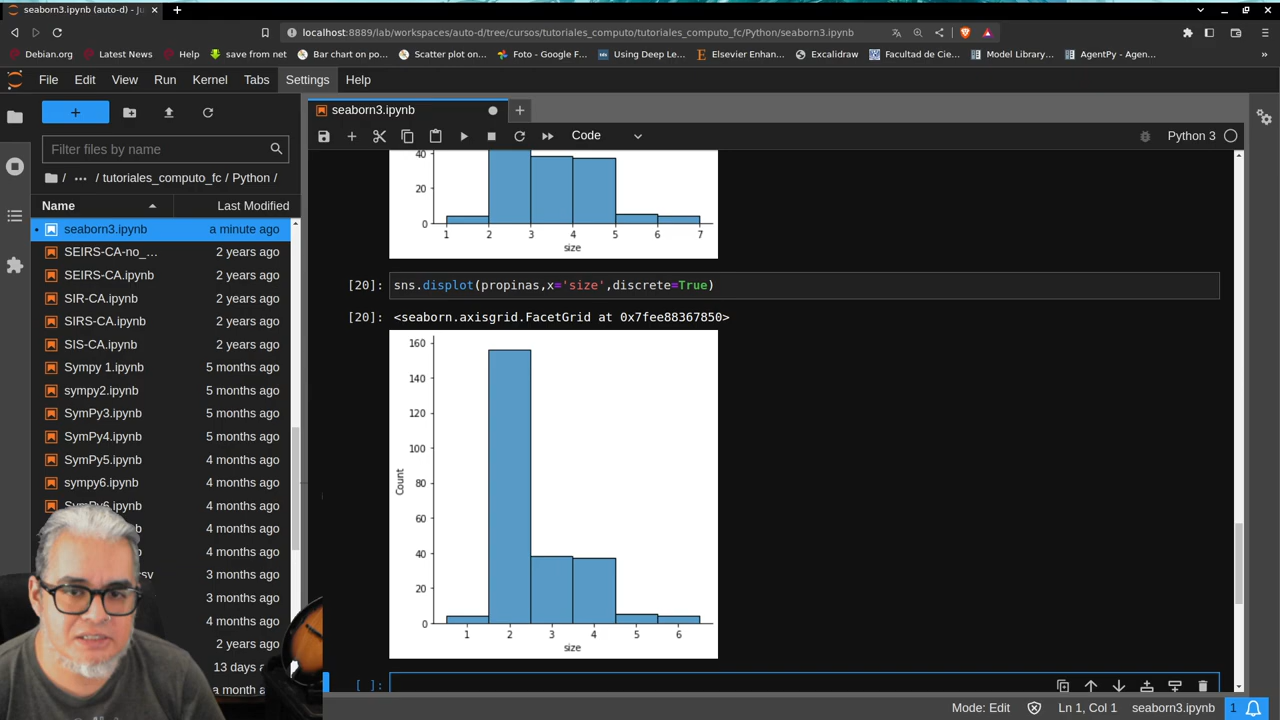 seaborn3.ipynb (auto-d) - Ju
localhost:8889/lab/workspaces/auto-d/tree/cursos/tutoriales_computo/tutoriales_computo_fc/Python/seaborn3.ipynb
Debian.org
Latest News
Help
save from net
Bar chart on po...
Scatter plot on...
Foto - Google F...
Using Deep Le...
Elsevier Enhan...
Excalidraw
Facultad de Cie...
Model Library...
AgentPy - Agen...
»
File Edit View Run Kernel Tabs Settings Help
seaborn3.ipynb
Code
Python 3
Filter files by name
/ ··· / tutoriales_computo_fc / Python /
Name Last Modified
seaborn3.ipynb a minute ago
SEIRS-CA-no_... 2 years ago
SEIRS-CA.ipynb 2 years ago
SIR-CA.ipynb 2 years ago
SIRS-CA.ipynb 2 years ago
SIS-CA.ipynb 2 years ago
Sympy 1.ipynb 5 months ago
sympy2.ipynb 5 months ago
SymPy3.ipynb 5 months ago
SymPy4.ipynb 5 months ago
SymPy5.ipynb 4 months ago
sympy6.ipynb 4 months ago
SymPy6.ipynb 4 months ago
4 months ago
4 months ago
3 months ago
3 months ago
4 months ago
2 years ago
13 days
a month
40
20
0
1 2 3 4 5 6 7
size
[20]: sns.displot(propinas,x='size',discrete=True)
[20]: <seaborn.axisgrid.FacetGrid at 0x7fee88367850>
160
140
120
100
80
60
40
20
0
Count
1 2 3 4 5 6
size
[ ]:
Mode: Edit Ln 1, Col 1 seaborn3.ipynb 1